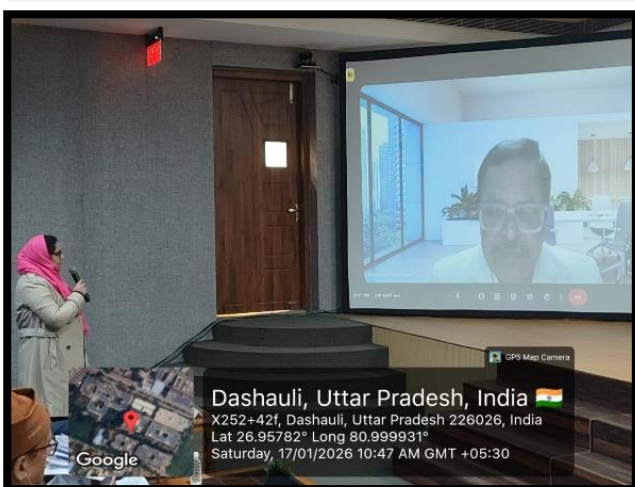 GPS Map Camera
Dashauli, Uttar Pradesh, India
X252+42f, Dashauli, Uttar Pradesh 226026, India
Lat 26.95782° Long 80.999931°
Saturday, 17/01/2026 10:47 AM GMT +05:30
Google